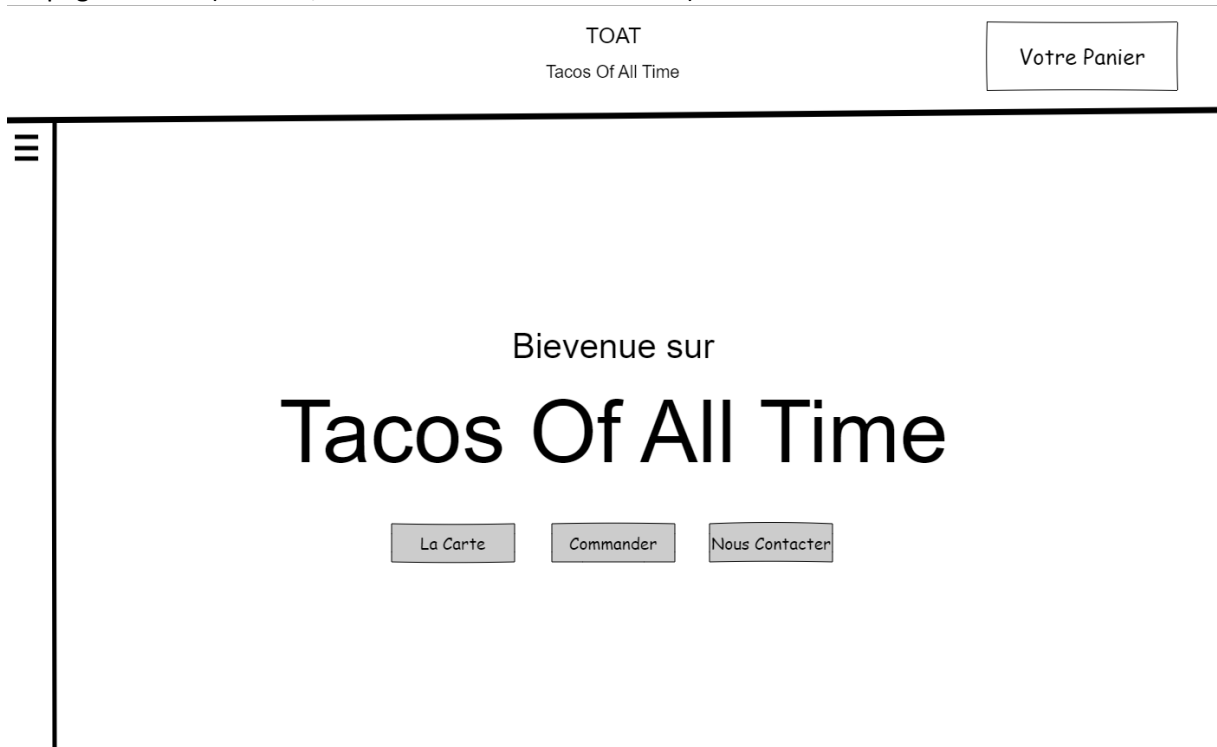 TOAT
Tacos Of All Time
Votre Panier
Bievenue sur
Tacos Of All Time
La Carte
Commander
Nous Contacter